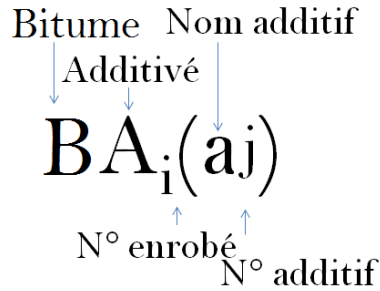 Bitume Nom additif
Additivé
BAi(aj)
N° enrobé
N° additif